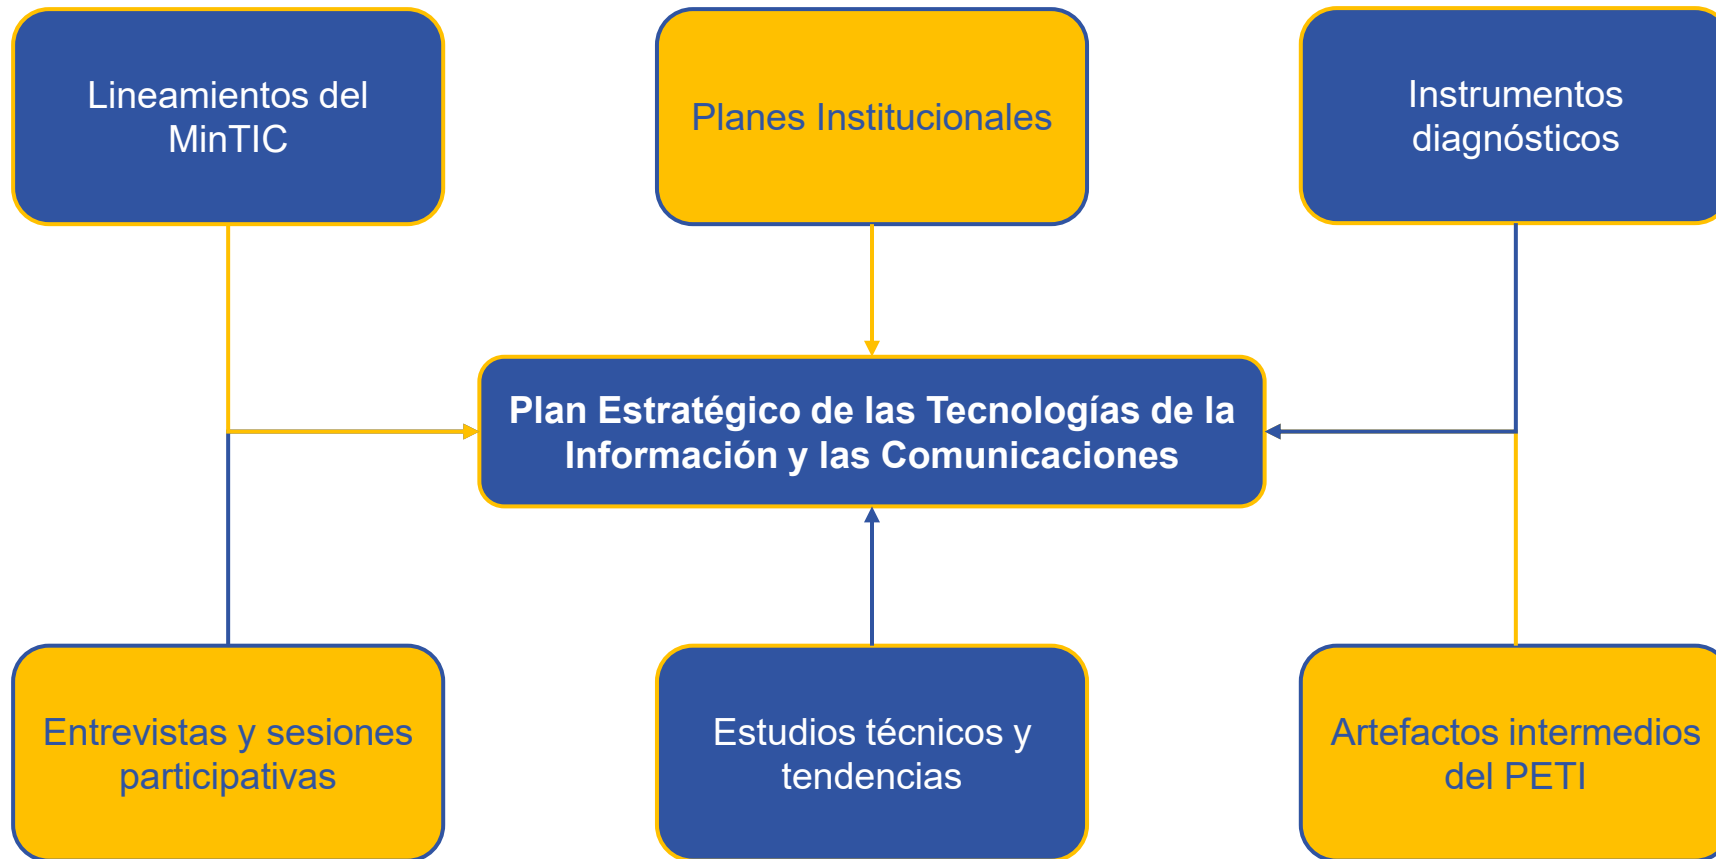 Lineamientos del
MinTIC
Planes Institucionales
Instrumentos
diagnósticos
Plan Estratégico de las Tecnologías de la
Información y las Comunicaciones
Entrevistas y sesiones
participativas
Estudios técnicos y
tendencias
Artefactos intermedios
del PETI